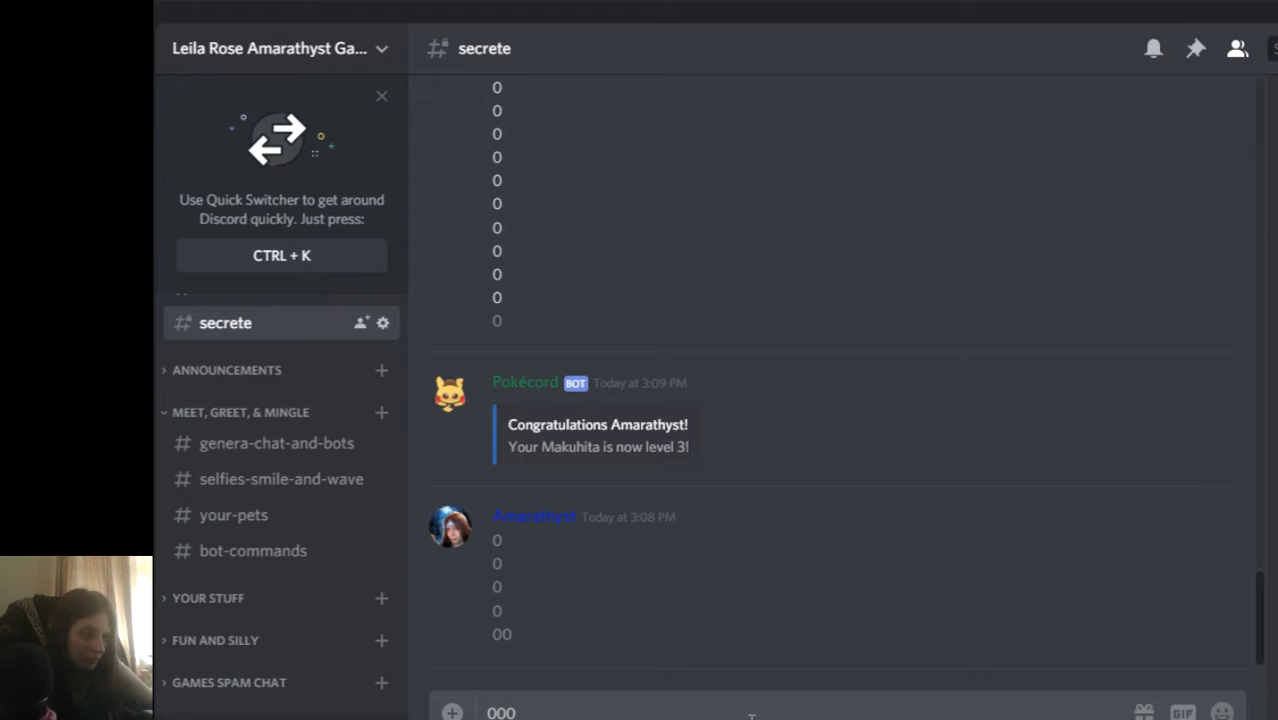 Leila Rose Amarathyst Ga...
secrete
Use Quick Switcher to get around
Discord quickly. Just press:
CTRL + K
secrete
ANNOUNCEMENTS
MEET, GREET, & MINGLE
genera-chat-and-bots
selfies-smile-and-wave
your-pets
bot-commands
YOUR STUFF
FUN AND SILLY
GAMES SPAM CHAT
0
0
0
0
0
0
0
0
0
0
0
Pokécord BOT Today at 3:09 PM
Congratulations Amarathyst!
Your Makuhita is now level 3!
Amarathyst Today at 3:08 PM
0
0
0
0
00
000
GIF